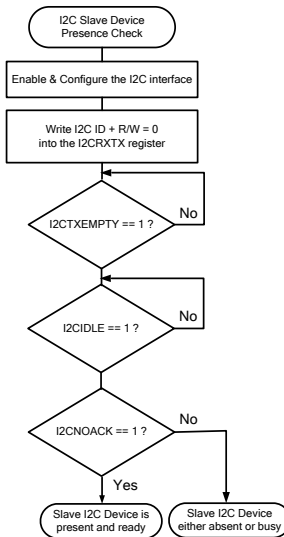 I2C Slave Device
Presence Check
Enable & Configure the I2C interface
Write I2C ID + R/W = 0
into the I2CRXTX register
I2CTXEMPTY == 1 ?
No
I2CIDLE == 1 ?
No
I2CNOACK == 1 ?
No
Yes
Slave I2C Device is
present and ready
Slave I2C Device
either absent or busy